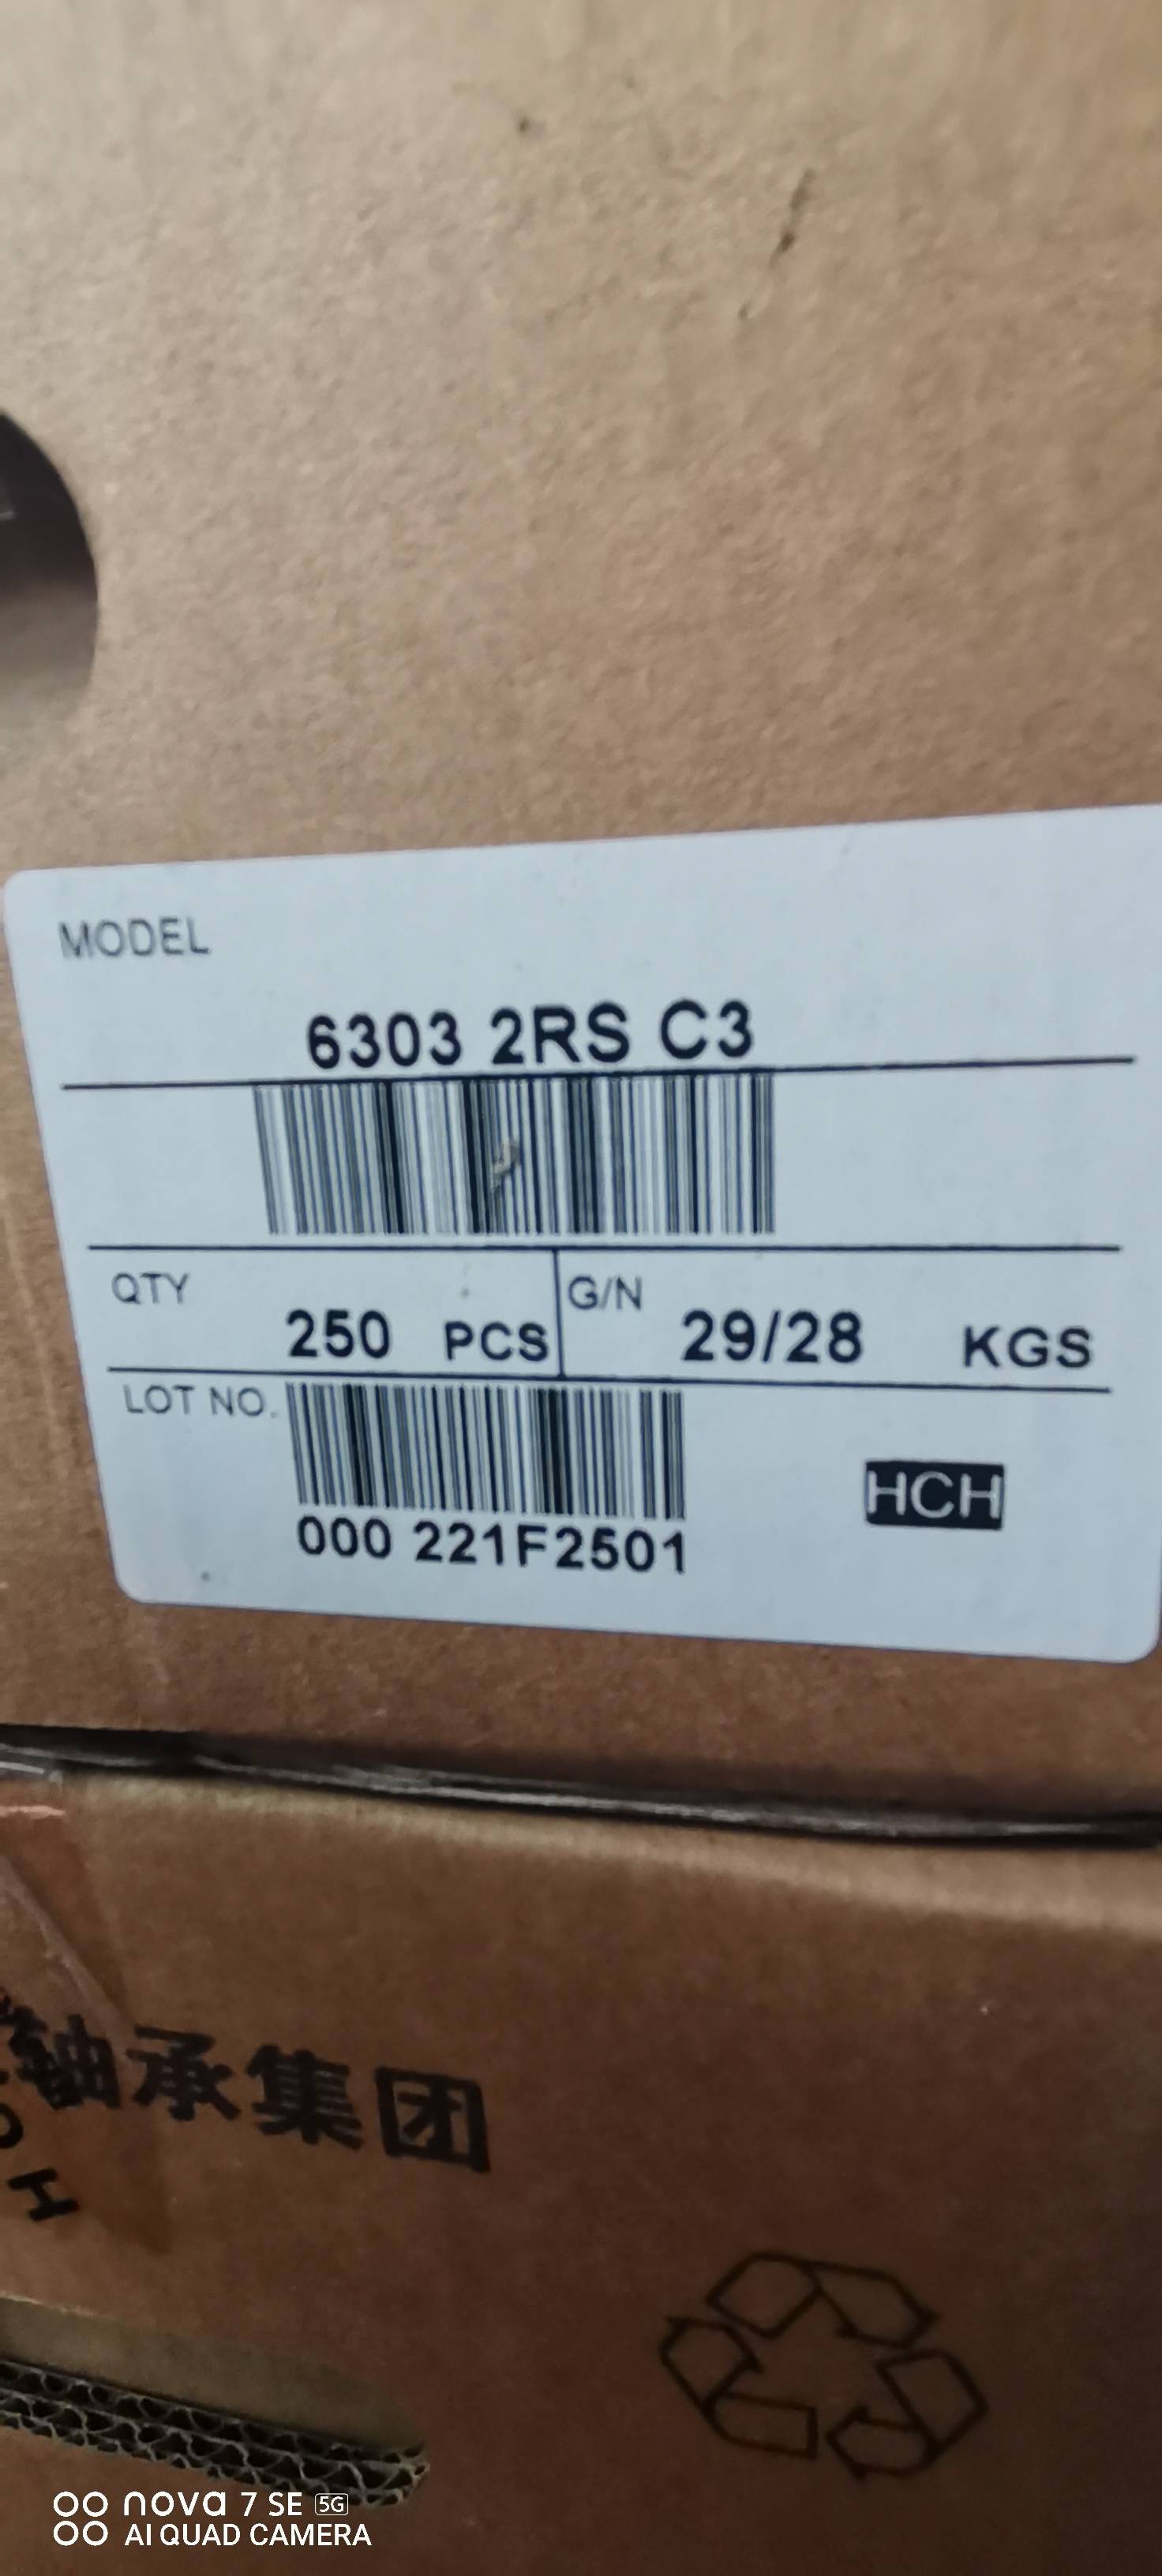 MODEL
6303 2RS C3
QTY 250 PCS G/N 29/28 KGS
LOT NO.
000 221F2501
HCH
轴承集团
H
nova 7 SE 5G
AI QUAD CAMERA